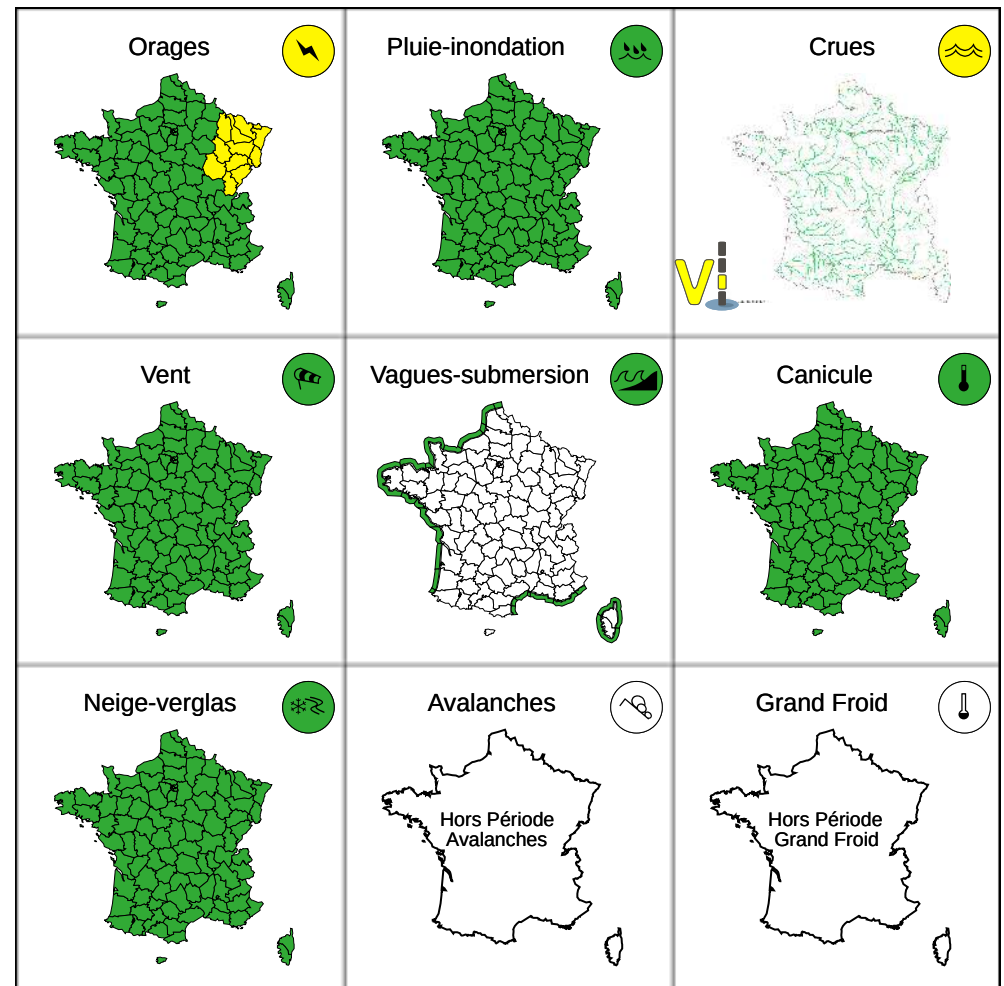 Orages
Pluie-inondation
Crues
Vi
Vent
Vagues-submersion
Canicule
Neige-verglas
Avalanches
Grand Froid
Hors Période
Avalanches
Hors Période
Grand Froid